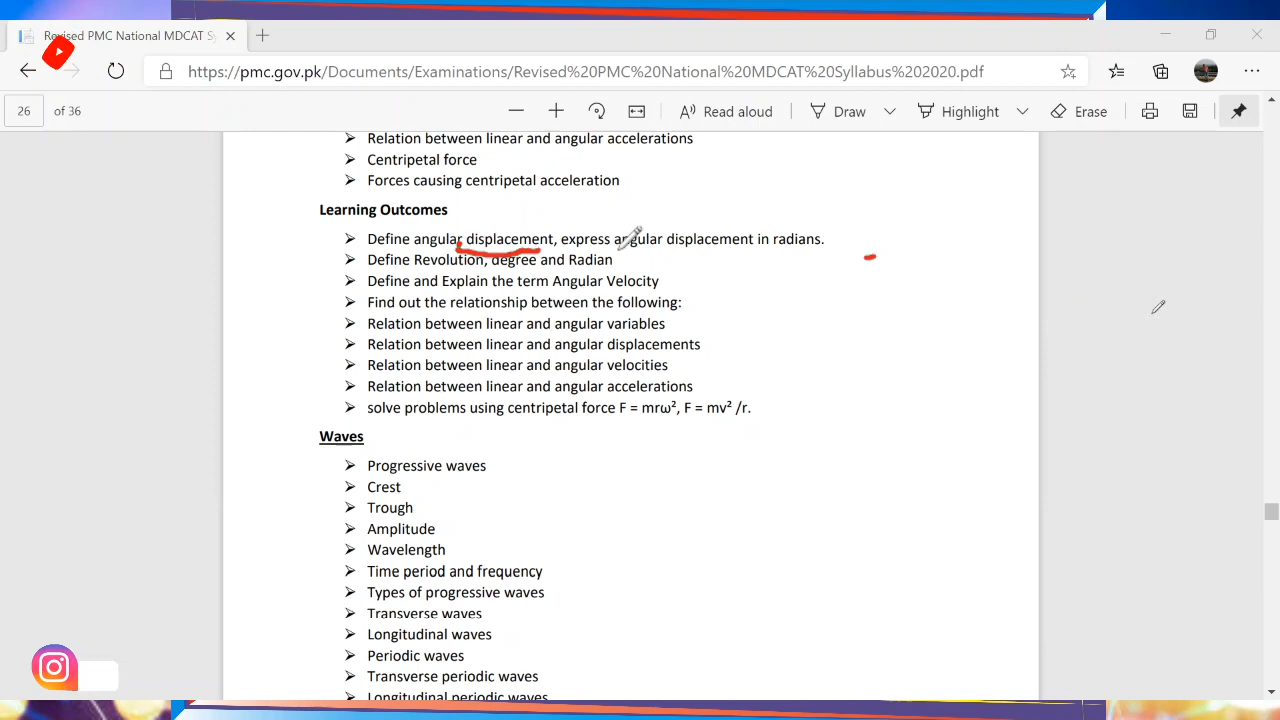 Revised PMC National MDCAT Sy
https://pmc.gov.pk/Documents/Examinations/Revised%20PMC%20National%20MDCAT%20Syllabus%202020.pdf
26 of 36
Read aloud
Draw
Highlight
Erase
➤ Relation between linear and angular accelerations
➤ Centripetal force
➤ Forces causing centripetal acceleration
Learning Outcomes
➤ Define angular displacement, express angular displacement in radians.
➤ Define Revolution, degree and Radian
➤ Define and Explain the term Angular Velocity
➤ Find out the relationship between the following:
➤ Relation between linear and angular variables
➤ Relation between linear and angular displacements
➤ Relation between linear and angular velocities
➤ Relation between linear and angular accelerations
➤ solve problems using centripetal force F = mrω², F = mv² /r.
Waves
➤ Progressive waves
➤ Crest
➤ Trough
➤ Amplitude
➤ Wavelength
➤ Time period and frequency
➤ Types of progressive waves
➤ Transverse waves
➤ Longitudinal waves
➤ Periodic waves
➤ Transverse periodic waves
➤ Longitudinal periodic waves